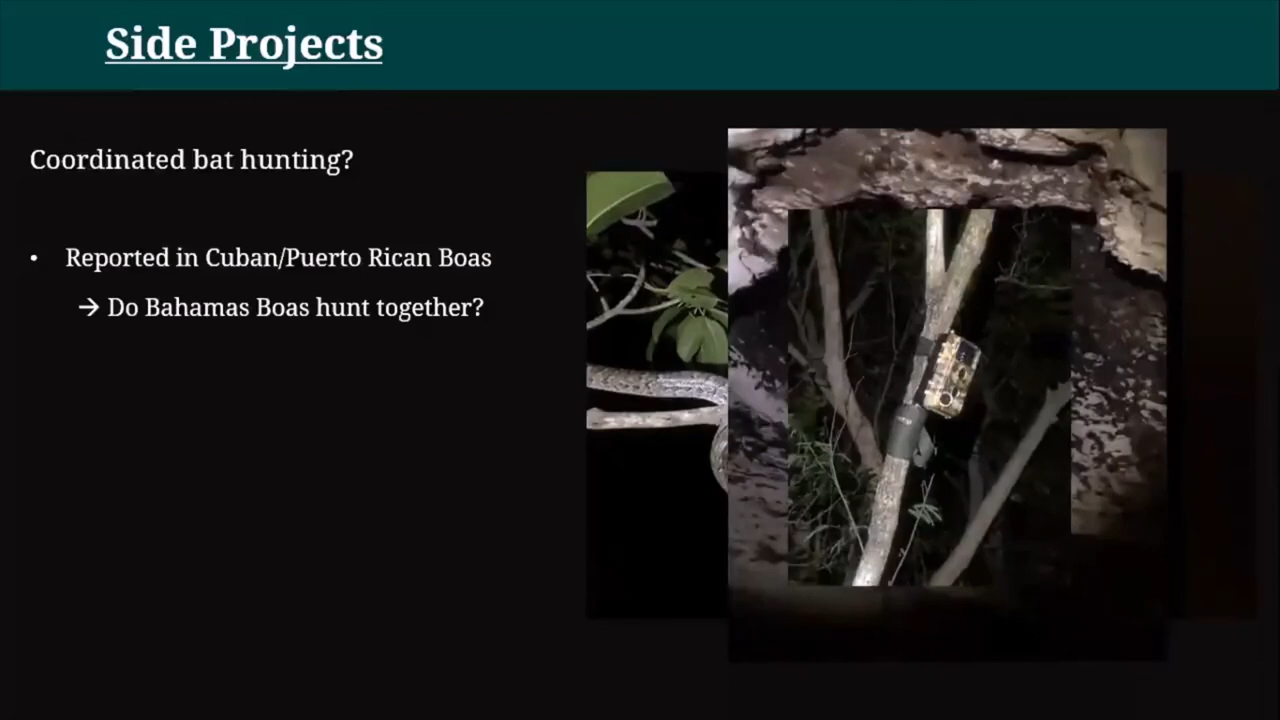 Side Projects
Coordinated bat hunting?
• Reported in Cuban/Puerto Rican Boas
→ Do Bahamas Boas hunt together?